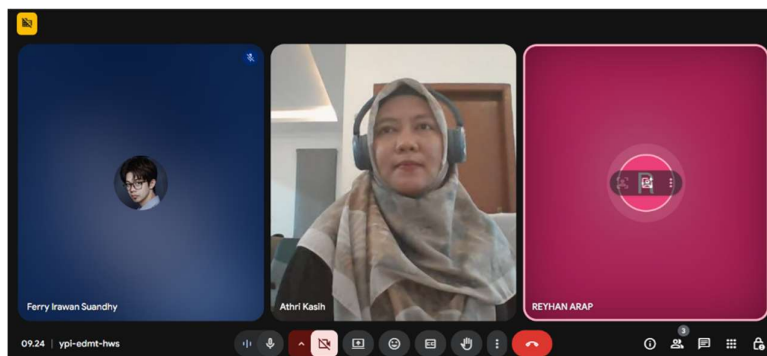 R
Ferry Irawan Suandhy
Athri Kasih
REYHAN ARAP
3
09.24 | ypi-edmt-hws